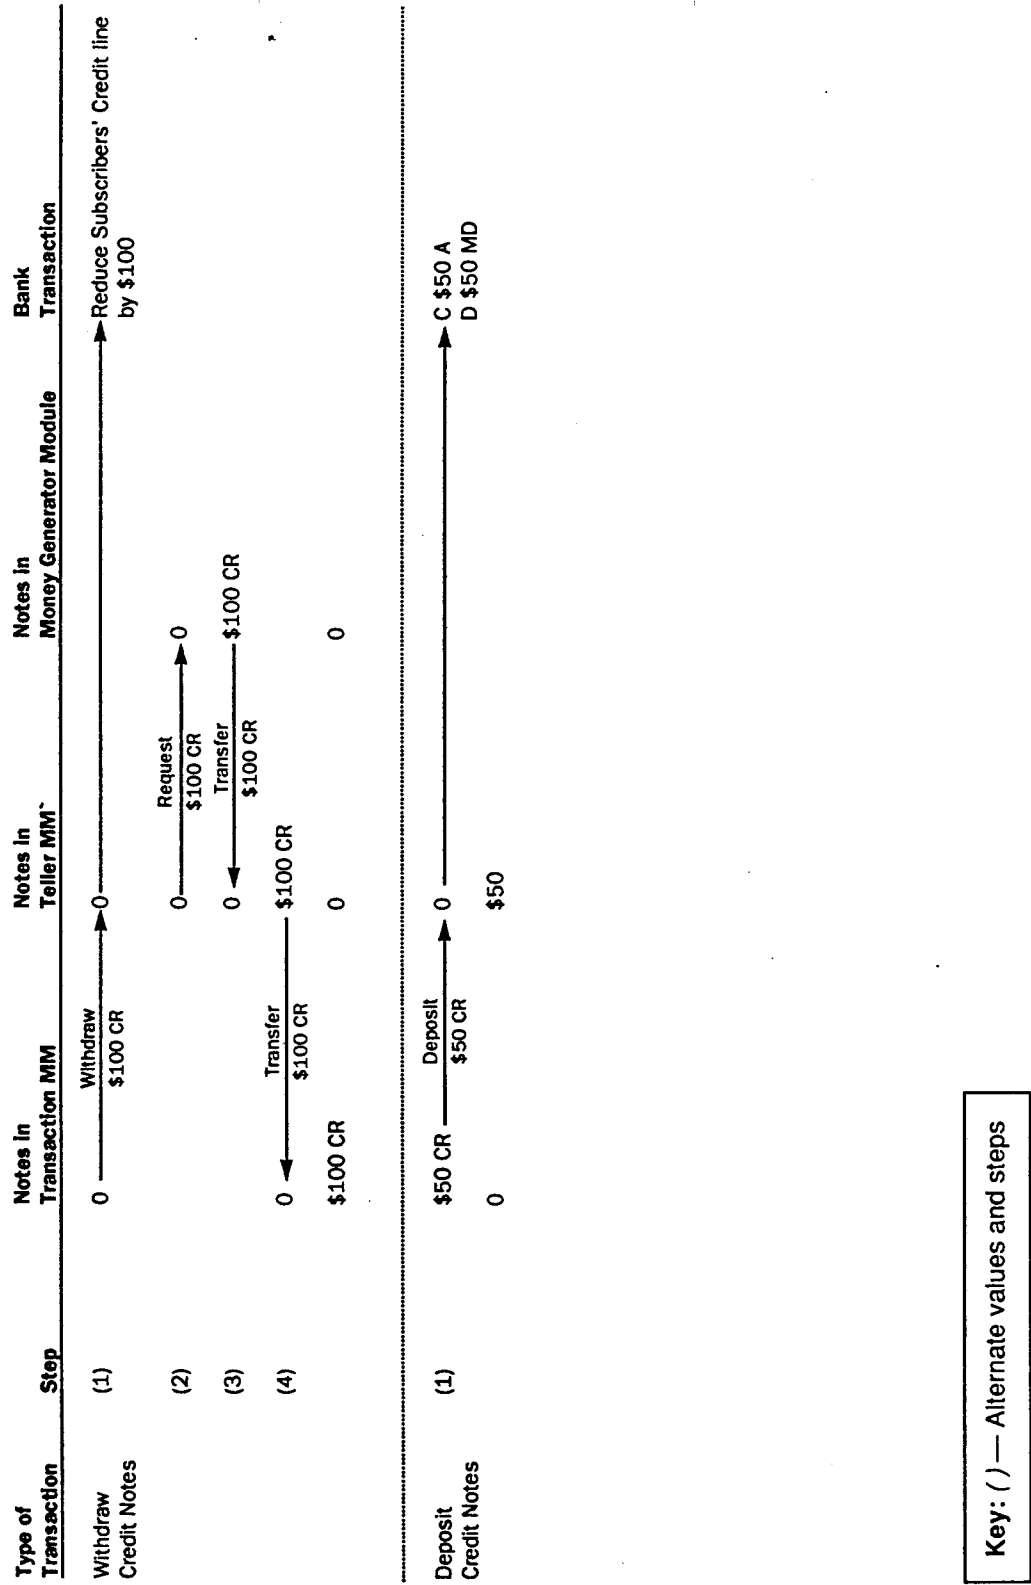 Type of Transaction
Step
Notes in Transaction MM
Notes in Teller MM
Notes in Money Generator Module
Bank Transaction
Withdraw Credit Notes
(1)
0
Withdraw
$100 CR
0
Reduce Subscribers' Credit line
by $100
(2)
0
Request
$100 CR
0
(3)
0
Transfer
$100 CR
$100 CR
(4)
0
Transfer
$100 CR
$100 CR
$100 CR
0
0
Deposit Credit Notes
(1)
$50 CR
Deposit
$50 CR
0
C $50 A
D $50 MD
0
$50
Key: ( ) — Alternate values and steps